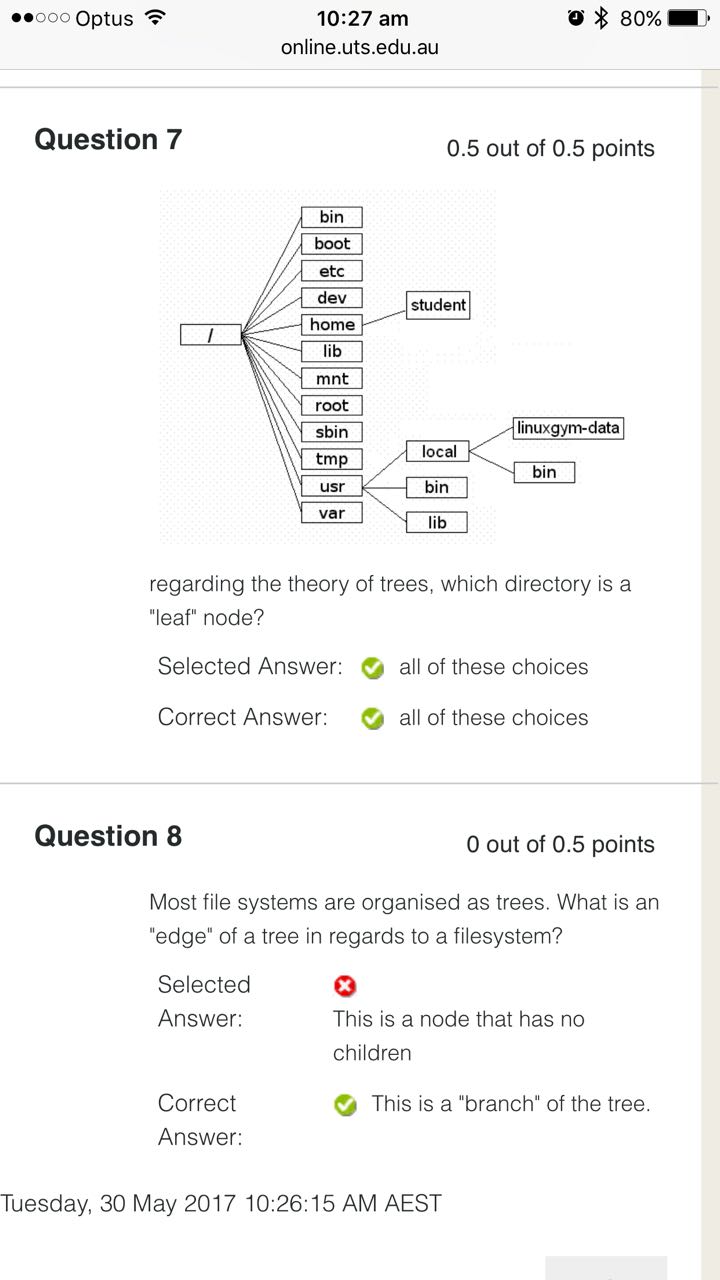 Optus 10:27 am 80%
online.uts.edu.au
Question 7
0.5 out of 0.5 points
bin
boot
etc
dev
student
home
/
lib
mnt
root
linuxgym-data
sbin
local
tmp
bin
usr
bin
var
lib
regarding the theory of trees, which directory is a
"leaf" node?
Selected Answer: all of these choices
Correct Answer: all of these choices
Question 8
0 out of 0.5 points
Most file systems are organised as trees. What is an
"edge" of a tree in regards to a filesystem?
Selected
Answer: This is a node that has no
children
Correct This is a "branch" of the tree.
Answer:
Tuesday, 30 May 2017 10:26:15 AM AEST